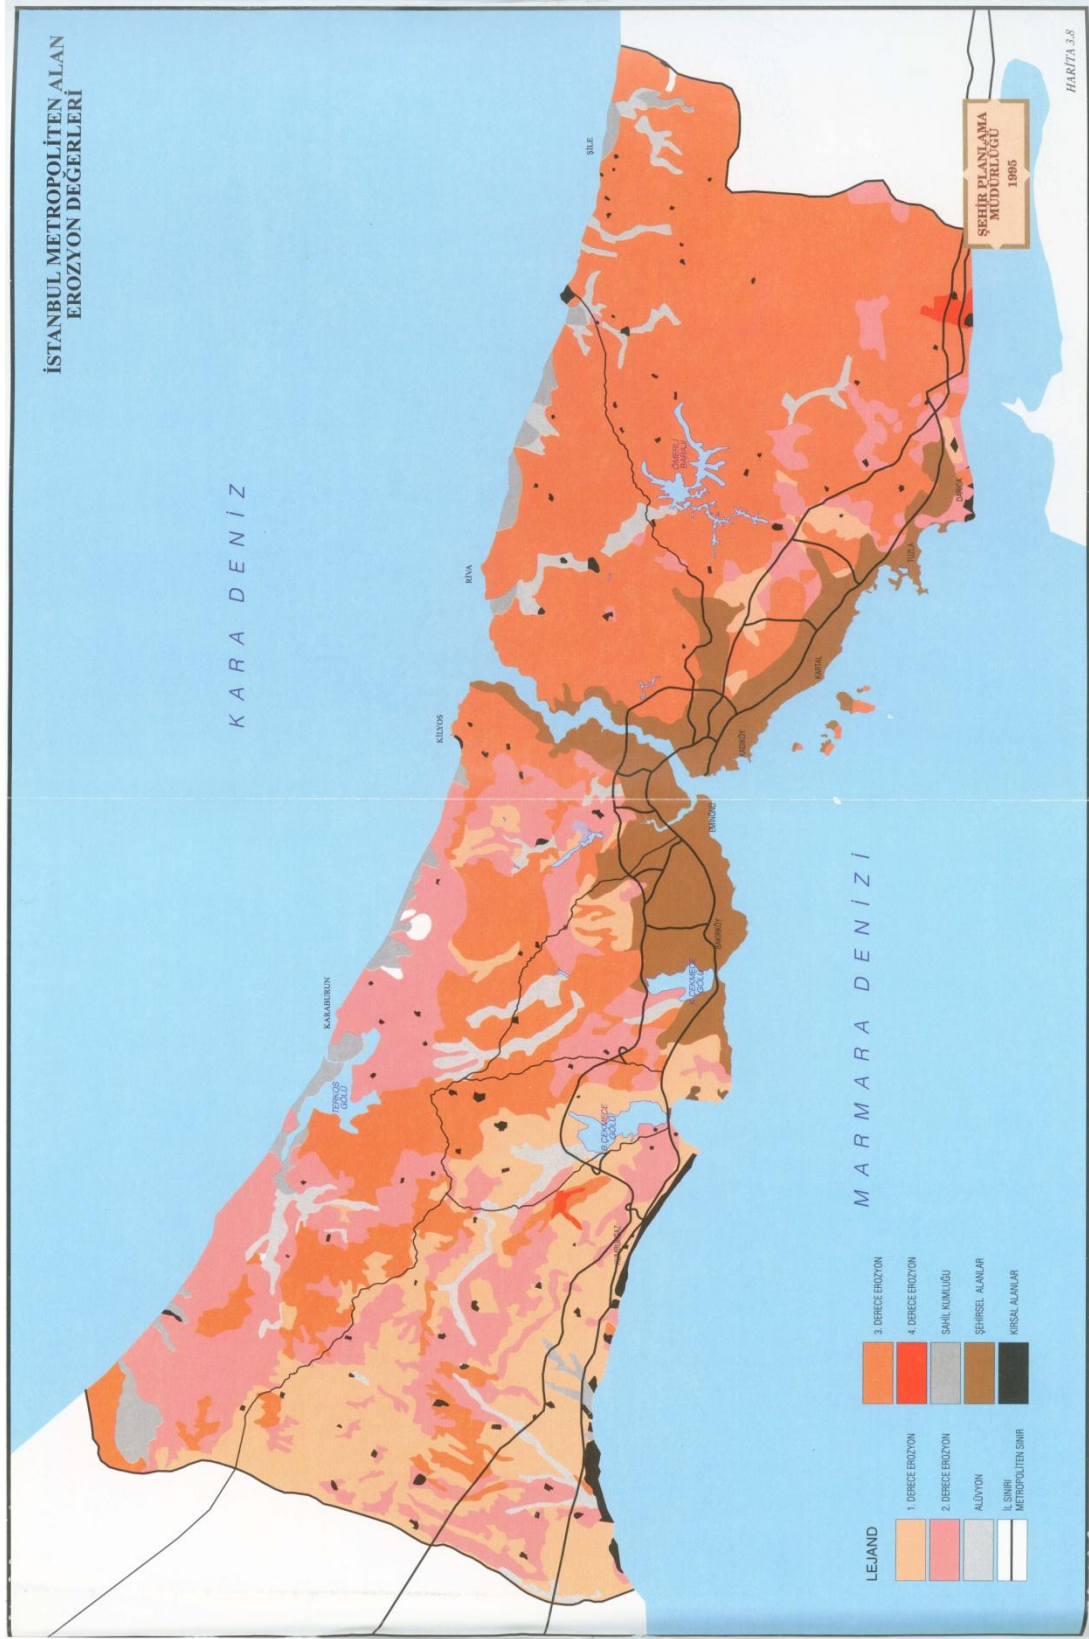 İSTANBUL METROPOLİTEN ALAN
EROZYON DEĞERLERİ
KARA DENİZ
ŞİLE
RİVA
KİLYOS
KARABURUN
TERKOS
GÖLÜ
ÖMERLİ
BARAJI
B.ÇEKMECE
GÖLÜ
ÇEKMECE
GÖLÜ
BAKIRKÖY
EMİNÖNÜ
KADIKÖY
KARTAL
TUZLA
DARICA
MARMARA DENİZİ
LEJAND
1. DERECE EROZYON
2. DERECE EROZYON
ALÜVYON
İL SINIRI
METROPOLİTEN SINIR
3. DERECE EROZYON
4. DERECE EROZYON
SAHİL KUMLUĞU
ŞEHİRSEL ALANLAR
KIRSAL ALANLAR
ŞEHİR PLANLAMA
MÜDÜRLÜĞÜ
1995
HARİTA 3.8